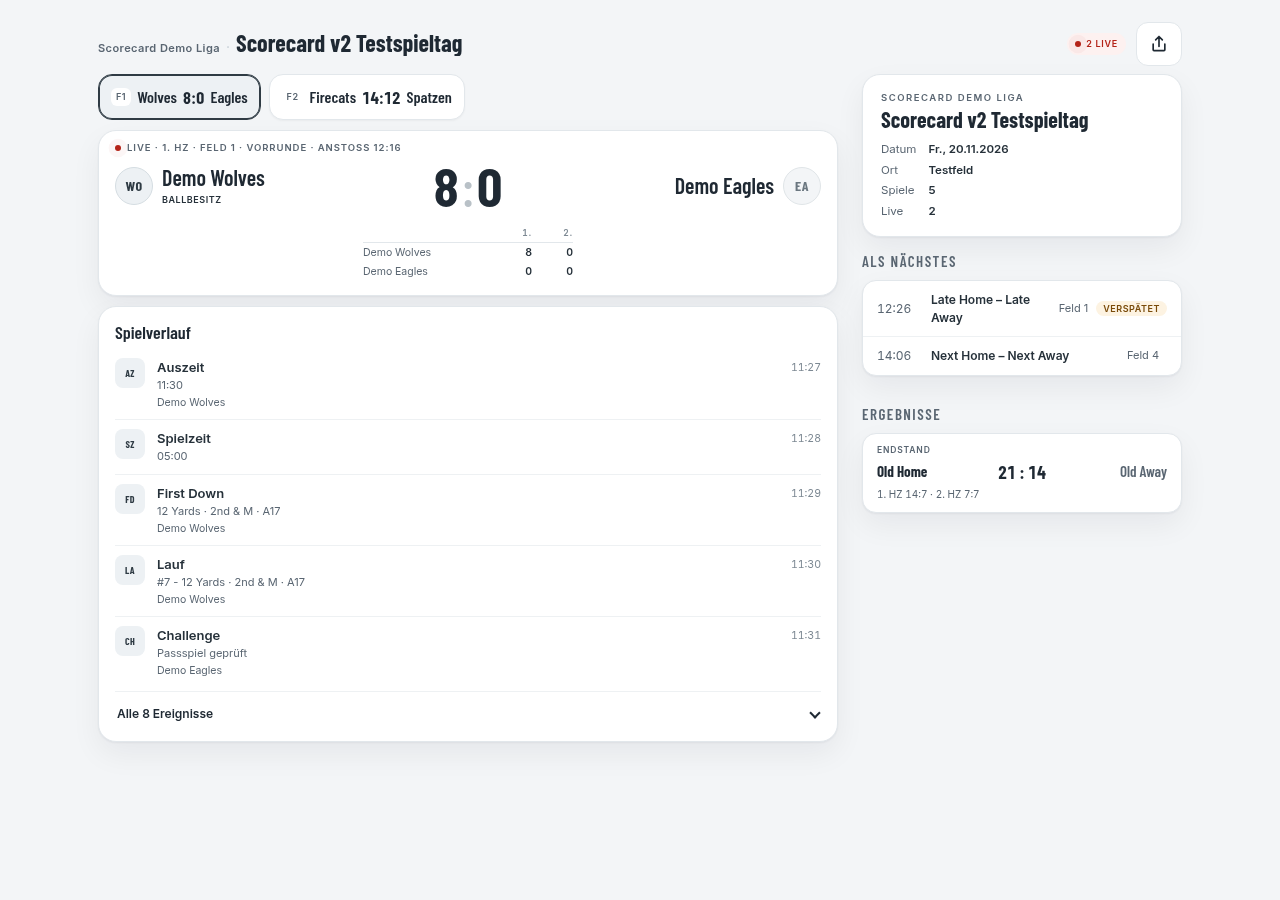 Scorecard Demo Liga · Scorecard v2 Testspieltag
2 LIVE
F1 Wolves 8:0 Eagles
F2 Firecats 14:12 Spatzen
LIVE · 1. HZ · FELD 1 · VORRUNDE · ANSTOSS 12:16
WO Demo Wolves
BALLBESITZ
8:0
Demo Eagles EA
1. 2.
Demo Wolves 8 0
Demo Eagles 0 0
Spielverlauf
AZ Auszeit 11:27
11:30
Demo Wolves
SZ Spielzeit 11:28
05:00
FD First Down 11:29
12 Yards · 2nd & M · A17
Demo Wolves
LA Lauf 11:30
#7 - 12 Yards · 2nd & M · A17
Demo Wolves
CH Challenge 11:31
Passspiel geprüft
Demo Eagles
Alle 8 Ereignisse
SCORECARD DEMO LIGA
Scorecard v2 Testspieltag
Datum Fr., 20.11.2026
Ort Testfeld
Spiele 5
Live 2
ALS NÄCHSTES
12:26 Late Home – Late Away Feld 1 VERSPÄTET
14:06 Next Home – Next Away Feld 4
ERGEBNISSE
ENDSTAND
Old Home 21 : 14 Old Away
1. HZ 14:7 · 2. HZ 7:7